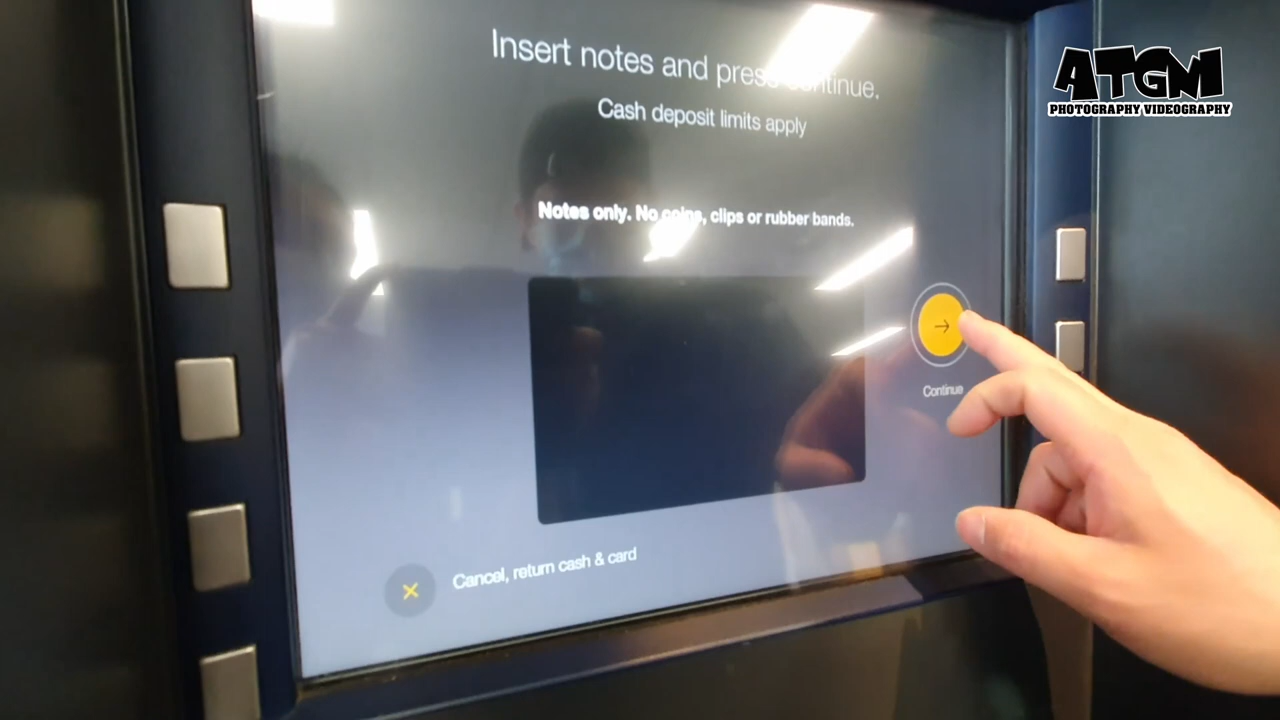 ATGM
PHOTOGRAPHY VIDEOGRAPHY
Insert notes and press continue.
Cash deposit limits apply
Notes only. No coins, clips or rubber bands.
Continue
Cancel, return cash & card